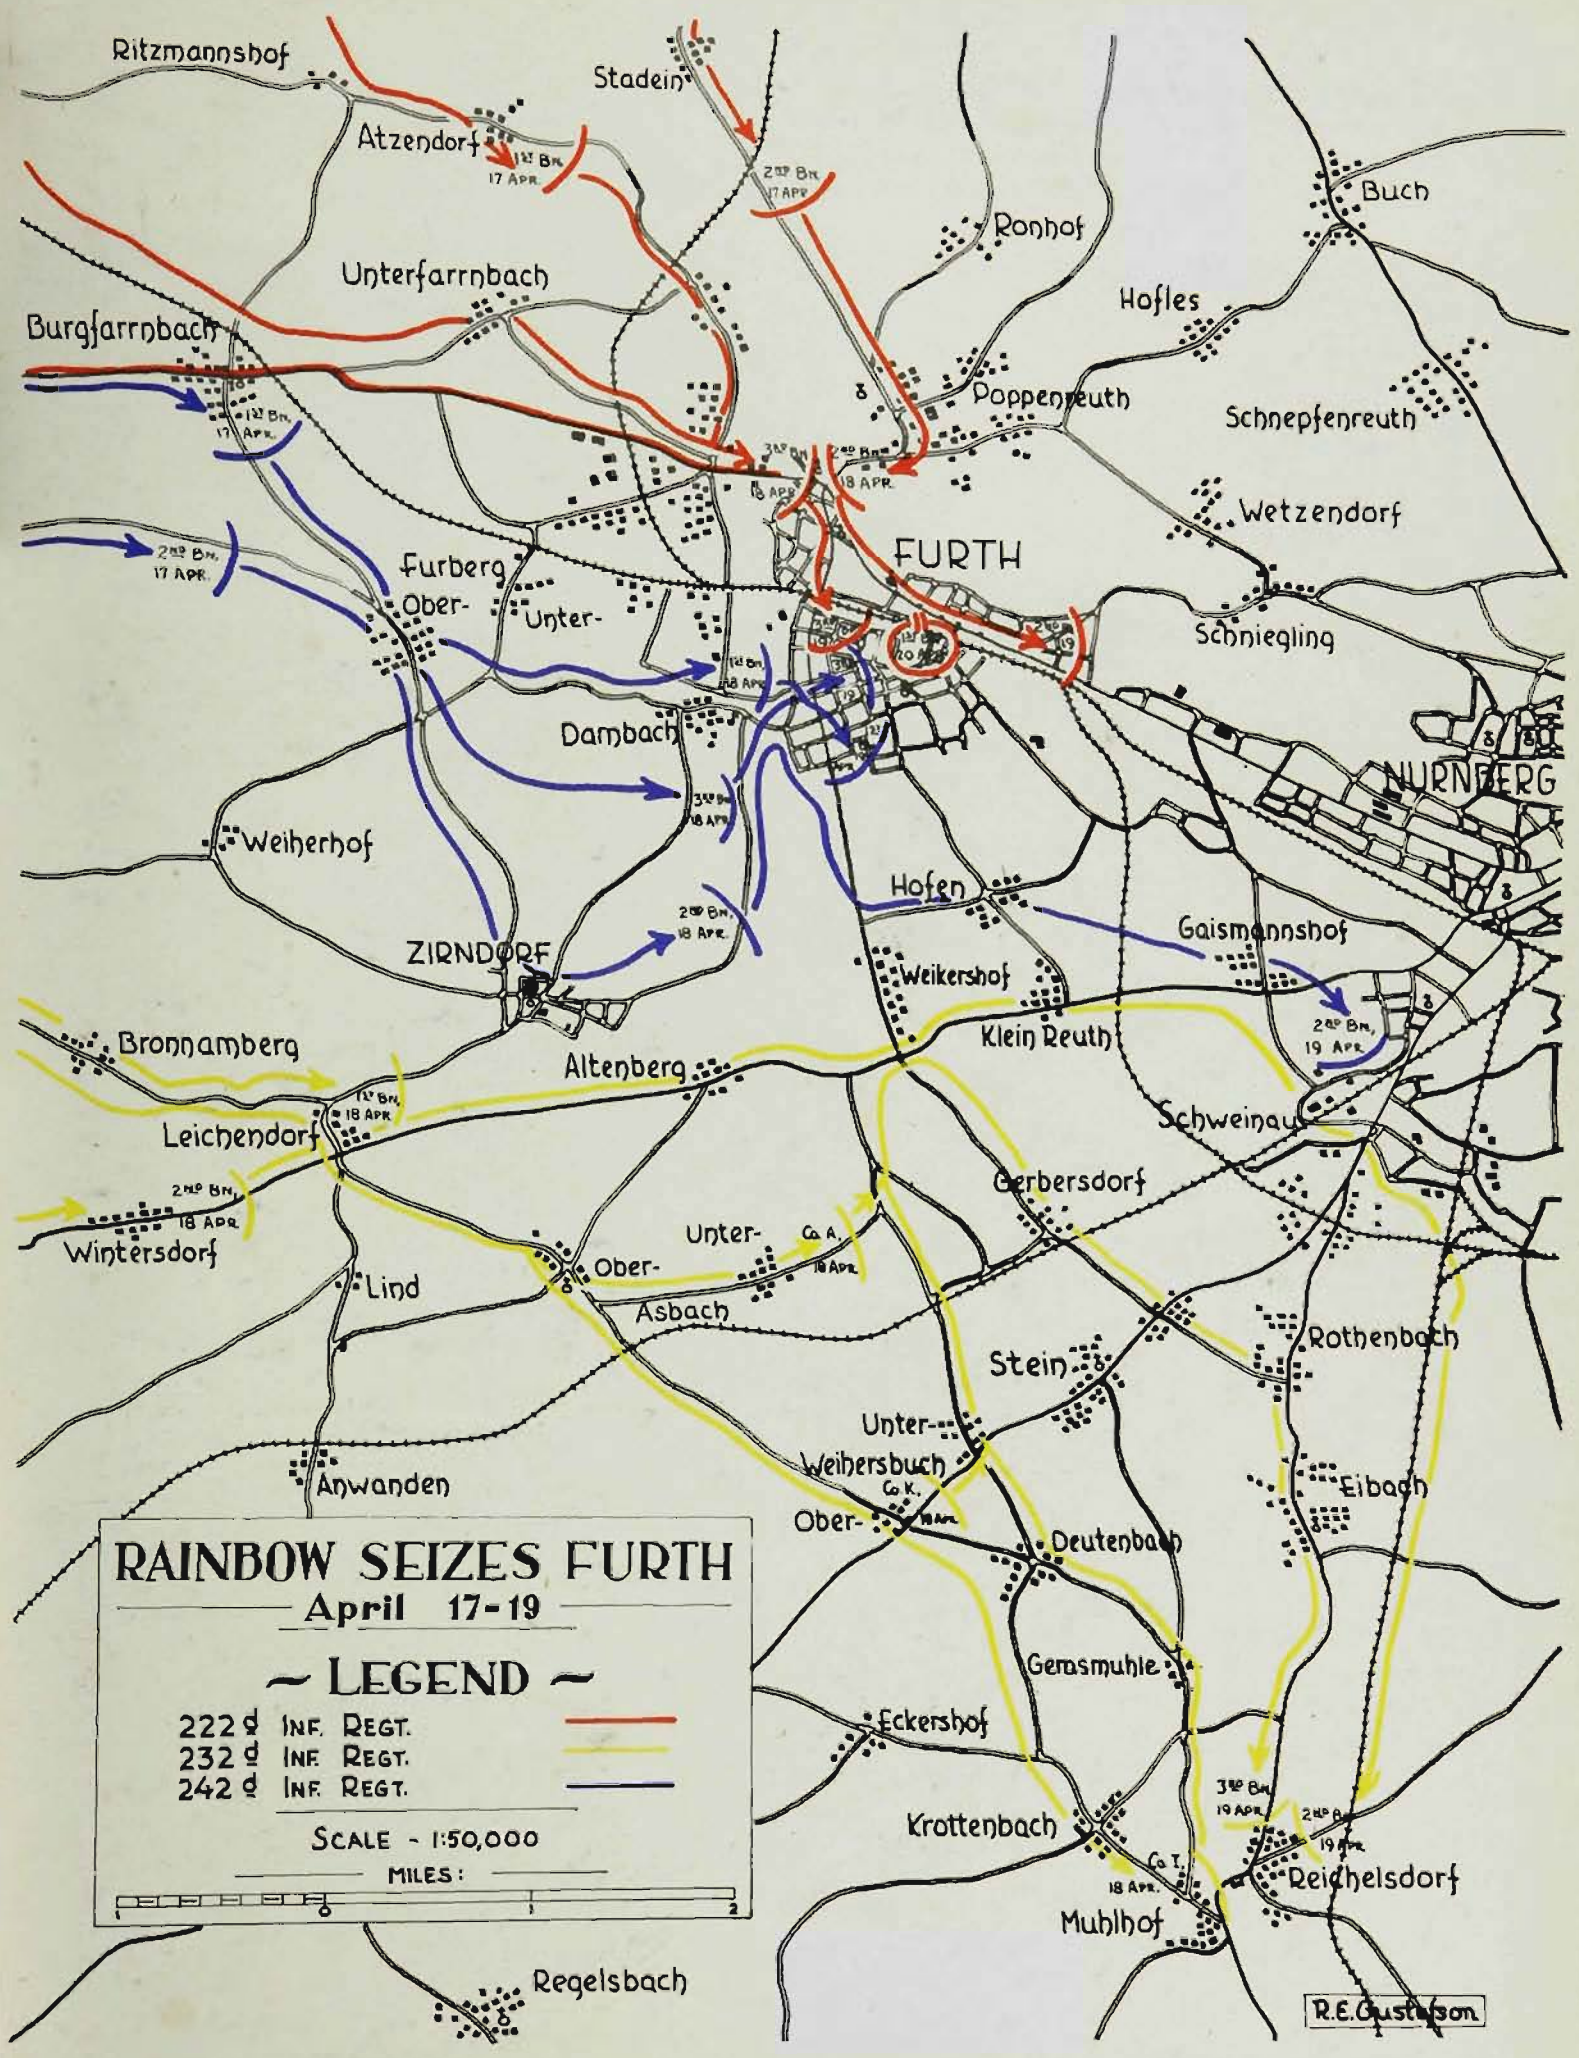 Ritzmannshof
Stadeln
Atzendorf
1ST BN.
17 APR.
2ND BN.
17 APR
Buch
Ronhof
Unterfarrnbach
Hofles
Burgfarrnbach
1ST BN.
17 APR.
Poppenreuth
Schnepfenreuth
3RD BN
18 APR
2ND BN
18 APR.
Wetzendorf
2ND BN.
17 APR.
FURTH
Furberg
Ober-
Unter-
Schniegling
2ND
19
1ST BN
20 APR
1ST BN.
18 APR
19
Dambach
NURNBERG
3RD BN
18 APR.
Weiherhof
Hofen
2ND BN.
18 APR.
Gaismannshof
ZIRNDORF
Weikershof
Klein Reuth
2ND BN.
19 APR
Bronnamberg
Altenberg
1ST BN.
18 APR
Leichendorf
Schweinau
2ND BN.
18 APR
Gerbersdorf
Wintersdorf
Unter-
Co A.
18 APR
Ober-
Lind
Asbach
Rothenbach
Stein
Unter-
Weihersbuch
Co K.
18 APR.
Anwanden
Ober-
Eibach
Deutenbach
RAINBOW SEIZES FURTH
April 17-19
~ LEGEND ~
222d INF. REGT.
232d INF. REGT.
242d INF. REGT.
SCALE - 1:50,000
MILES:
1 0 1 2
Gerasmuhle
Eckershof
3RD BN
19 APR
2ND BN
19 APR
Krottenbach
Co I.
18 APR.
Reichelsdorf
Muhlhof
Regelsbach
R.E.Gustafson